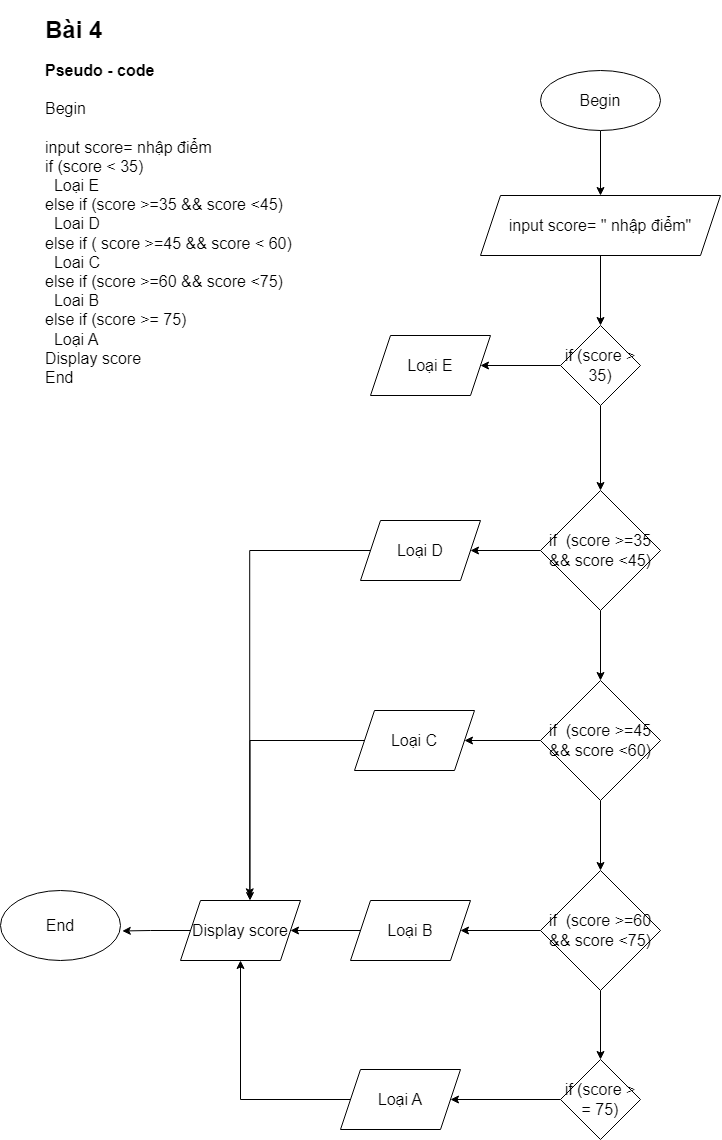 Bài 4
Pseudo - code
Begin
input score= nhập điểm
if (score < 35)
Loại E
else if (score >=35 && score <45)
Loại D
else if ( score >=45 && score < 60)
Loại C
else if (score >=60 && score <75)
Loại B
else if (score >= 75)
Loại A
Display score
End
Begin
input score= " nhập điểm"
if (score >
35)
Loại E
if  (score >=35
&& score <45)
Loại D
if  (score >=45
&& score <60)
Loại C
if  (score >=60
&& score <75)
Loại B
Display score
End
if (score >
= 75)
Loại A